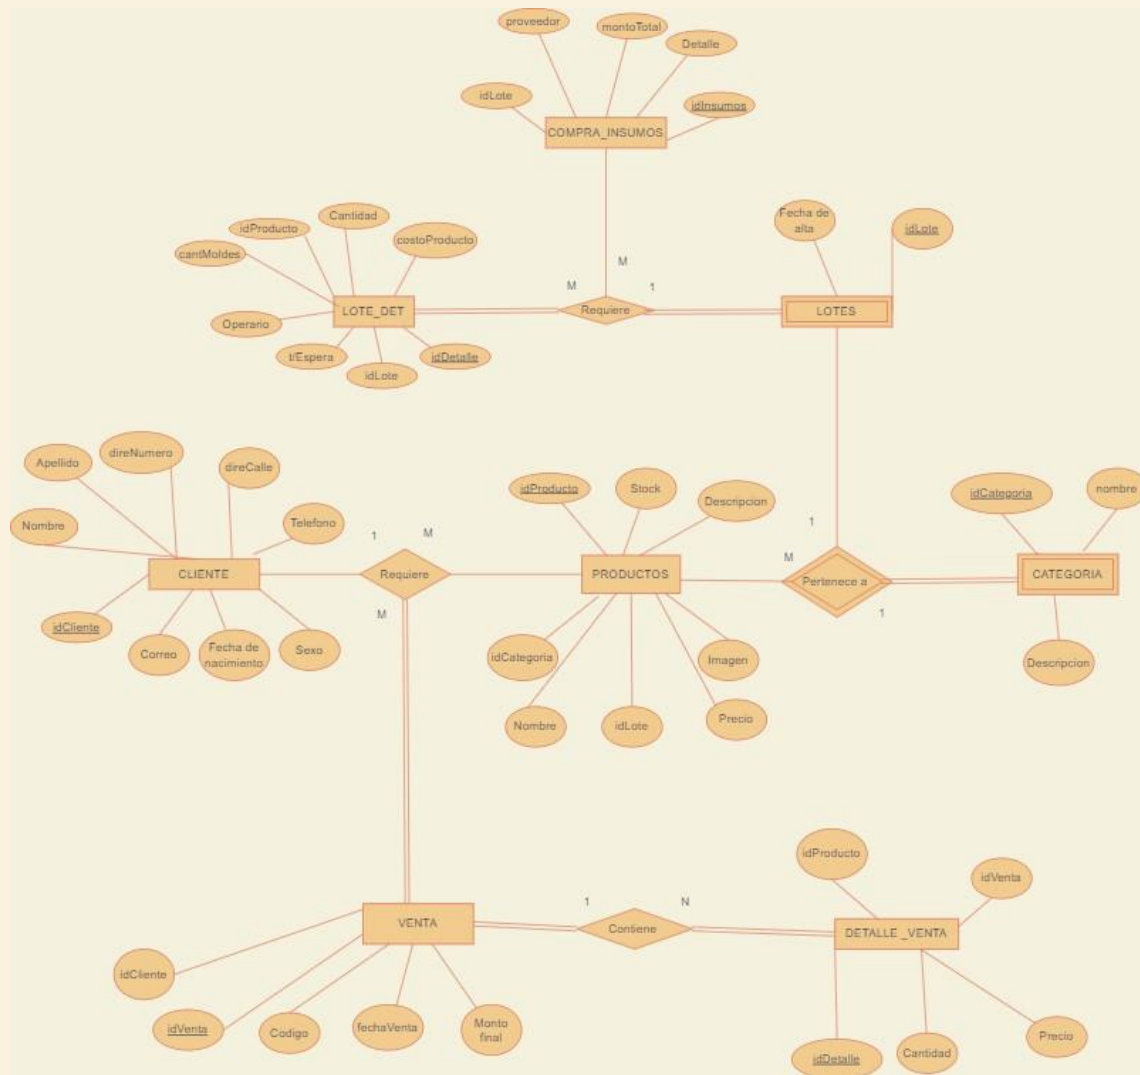 proveedor
montoTotal
Detalle
idLote
idInsumos
COMPRA_INSUMOS
Cantidad
idProducto
costoProducto
cantMoldes
Fecha de
alta
idLote
M
M
1
LOTE_DET
Requiere
LOTES
Operario
t/Espera
idLote
idDetalle
Apellido
direNumero
direCalle
Nombre
Telefono
idProducto
Stock
Descripcion
idCategoria
nombre
1
M
1
M
CLIENTE
Requiere
PRODUCTOS
Pertenece a
CATEGORIA
M
1
idCliente
Correo
Fecha de
nacimiento
Sexo
idCategoria
Imagen
Nombre
idLote
Precio
Descripcion
idProducto
idVenta
1
N
VENTA
Contiene
DETALLE _VENTA
idCliente
idVenta
Codigo
fechaVenta
Monto
final
idDetalle
Cantidad
Precio